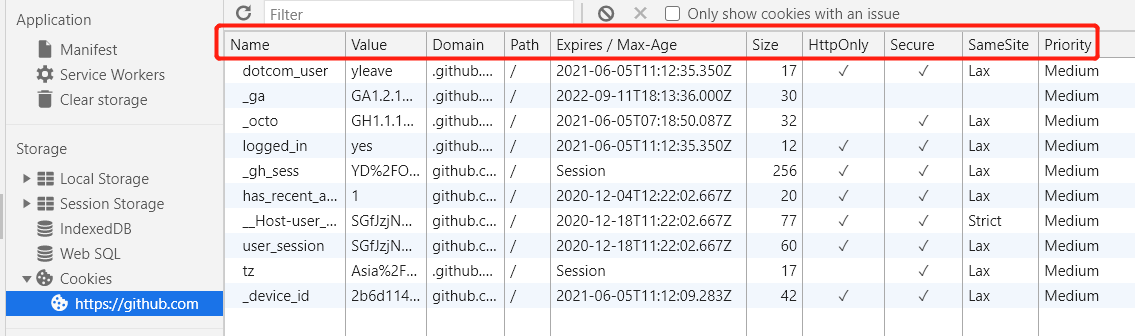 Application
Manifest
Service Workers
Clear storage
Storage
Local Storage
Session Storage
IndexedDB
Web SQL
Cookies
https://github.com
Filter
Only show cookies with an issue
Name Value Domain Path Expires / Max-Age Size HttpOnly Secure SameSite Priority
dotcom_user yleave .github.... / 2021-06-05T11:12:35.350Z 17 ✓ ✓ Lax Medium
_ga GA1.2.1... .github.... / 2022-09-11T18:13:36.000Z 30 Medium
_octo GH1.1.1... .github.... / 2021-06-05T07:18:50.087Z 32 ✓ Lax Medium
logged_in yes .github.... / 2021-06-05T11:12:35.350Z 12 ✓ ✓ Lax Medium
_gh_sess YD%2FO... github.c... / Session 256 ✓ ✓ Lax Medium
has_recent_a... 1 github.c... / 2020-12-04T12:22:02.667Z 20 ✓ ✓ Lax Medium
__Host-user_... SGfJzjN... github.c... / 2020-12-18T11:22:02.667Z 77 ✓ ✓ Strict Medium
user_session SGfJzjN... github.c... / 2020-12-18T11:22:02.667Z 60 ✓ ✓ Lax Medium
tz Asia%2F... .github.... / Session 17 ✓ Lax Medium
_device_id 2b6d114... github.c... / 2021-06-05T11:12:09.283Z 42 ✓ ✓ Lax Medium